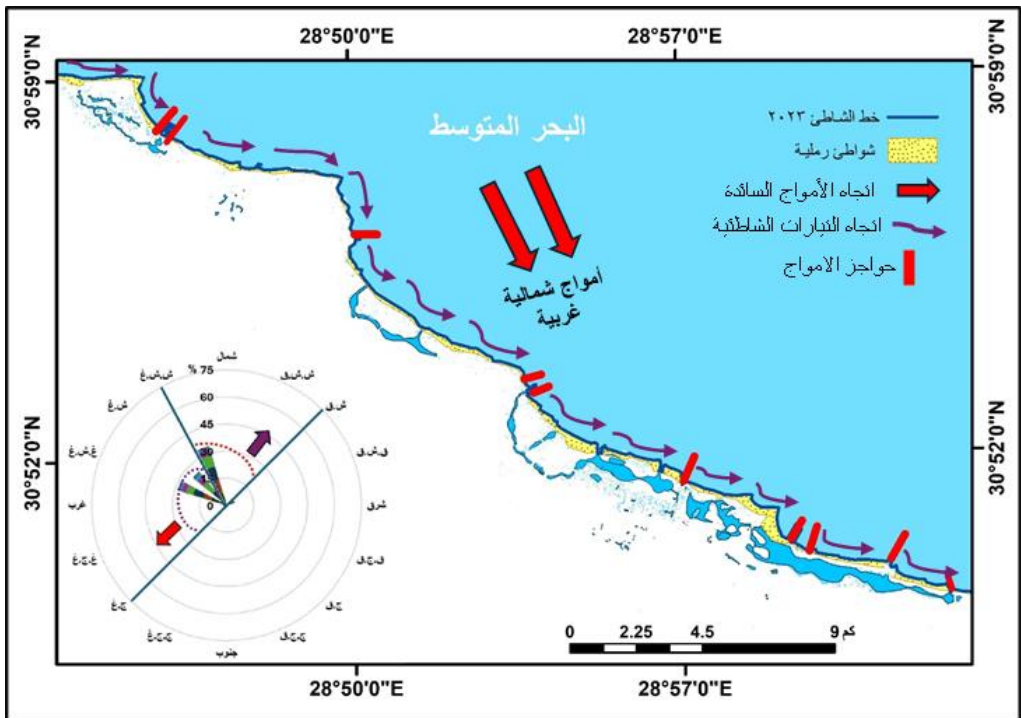 28°50'0"E
28°57'0"E
30°59'0"N
30°59'0"N
البحر المتوسط
خط الشاطئ ٢٠٢٣
شواطئ رملية
اتجاه الأمواج السائدة
اتجاه التيارات الشاطئية
حواجز الامواج
أمواج شمالية
غربية
شمال
ش.ش.غ
% 75
ش.ش.ق
60
ش.غ
45
ش.ق
30
غ.ش.غ
15
ق.ش.ق
0
غرب
شرق
غ.ج.غ
ق.ج.ق
ج.غ
ج.ق
ج.ج.غ
ج.ج.ق
جنوب
30°52'0"N
30°52'0"N
0 2.25 4.5 9 كم
28°50'0"E
28°57'0"E